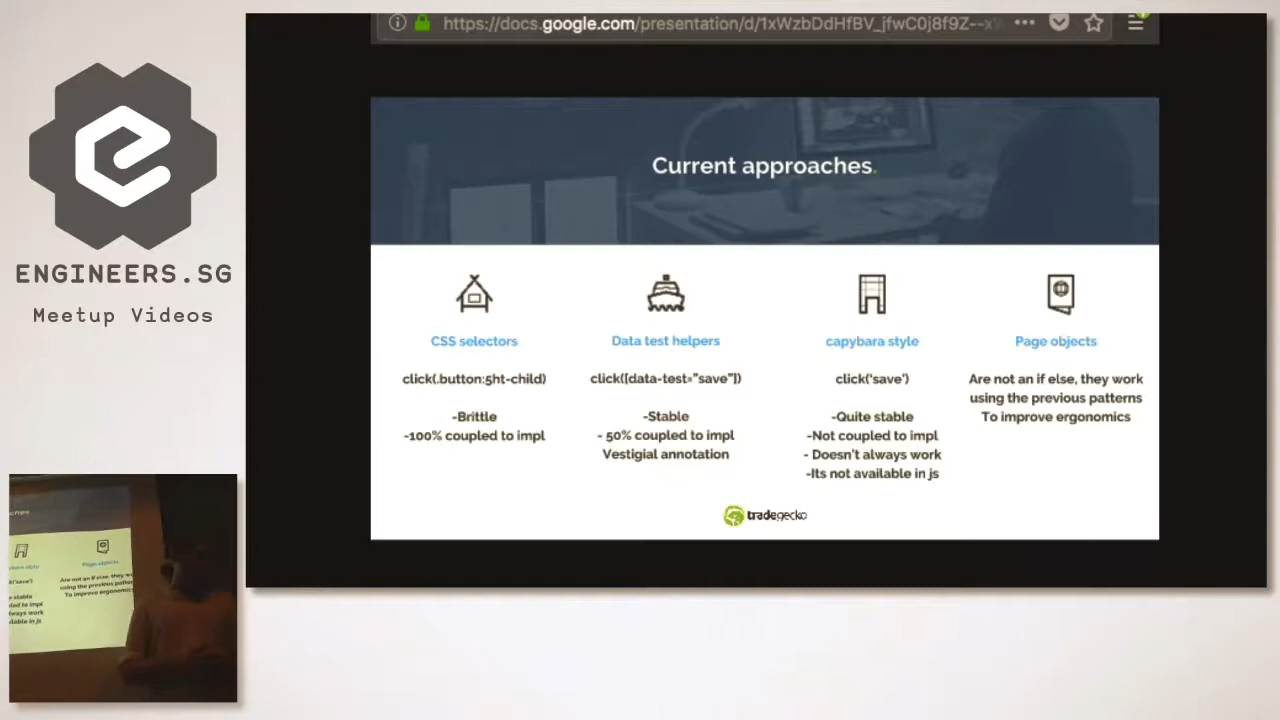 https://docs.google.com/presentation/d/1xWzbDdHfBV_jfwC0j8f9Z--xW
ENGINEERS.SG
Meetup Videos
Current approaches.
CSS selectors
click(.button:5ht-child)
-Brittle
-100% coupled to impl
Data test helpers
click([data-test="save"])
-Stable
- 50% coupled to impl
Vestigial annotation
capybara style
click('save')
-Quite stable
-Not coupled to impl
- Doesn't always work
-Its not available in js
Page objects
Are not an if else, they work
using the previous patterns
To improve ergonomics
tradegecko